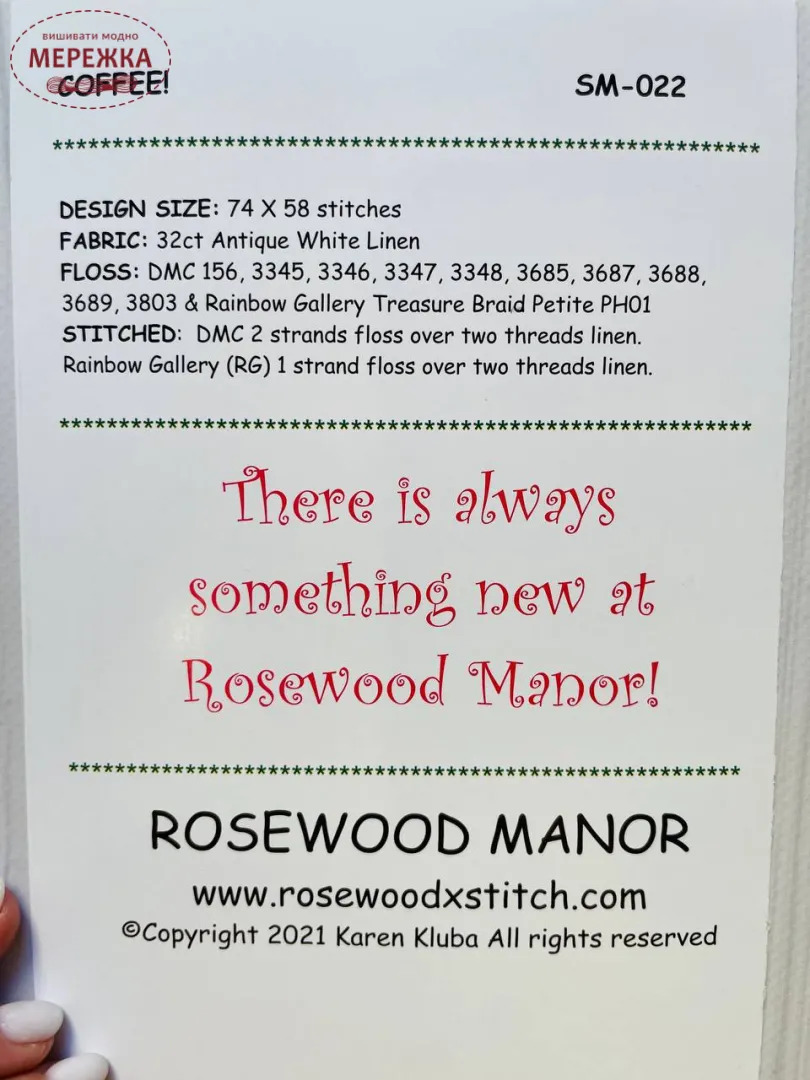 вишивати модно
МЕРЕЖКА
COFFEE!
SM-022
************************************************************
DESIGN SIZE: 74 X 58 stitches
FABRIC: 32ct Antique White Linen
FLOSS: DMC 156, 3345, 3346, 3347, 3348, 3685, 3687, 3688,
3689, 3803 & Rainbow Gallery Treasure Braid Petite PH01
STITCHED: DMC 2 strands floss over two threads linen.
Rainbow Gallery (RG) 1 strand floss over two threads linen.
************************************************************
There is always
something new at
Rosewood Manor!
************************************************************
ROSEWOOD MANOR
www.rosewoodxstitch.com
©Copyright 2021 Karen Kluba All rights reserved